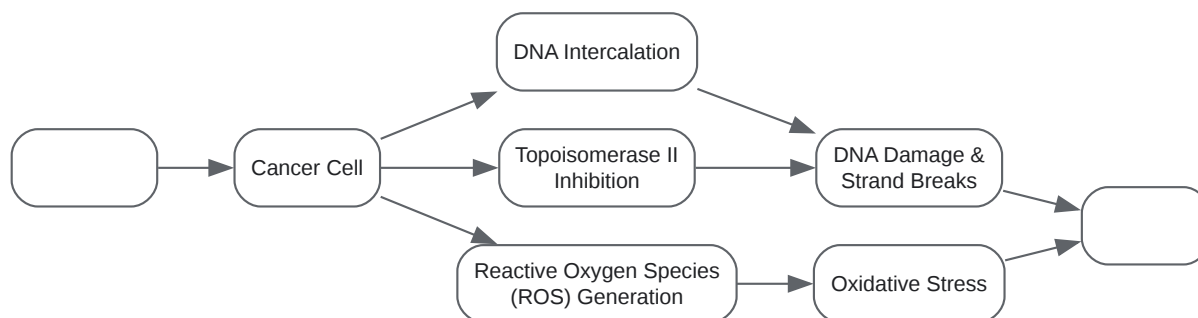 DNA Intercalation
Cancer Cell
Topoisomerase II
Inhibition
DNA Damage &
Strand Breaks
Reactive Oxygen Species
(ROS) Generation
Oxidative Stress